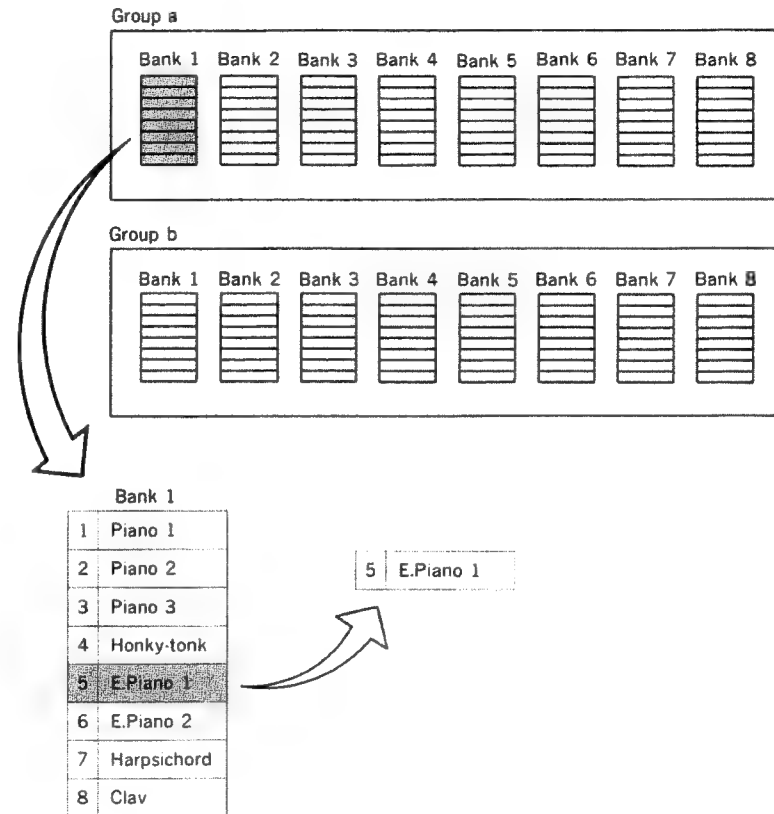 Group a
Bank 1 Bank 2 Bank 3 Bank 4 Bank 5 Bank 6 Bank 7 Bank 8
Group b
Bank 1 Bank 2 Bank 3 Bank 4 Bank 5 Bank 6 Bank 7 Bank 8
Bank 1
1 Piano 1
2 Piano 2
3 Piano 3
4 Honky-tonk
5 E.Piano 1
6 E.Piano 2
7 Harpsichord
8 Clav
5 E.Piano 1